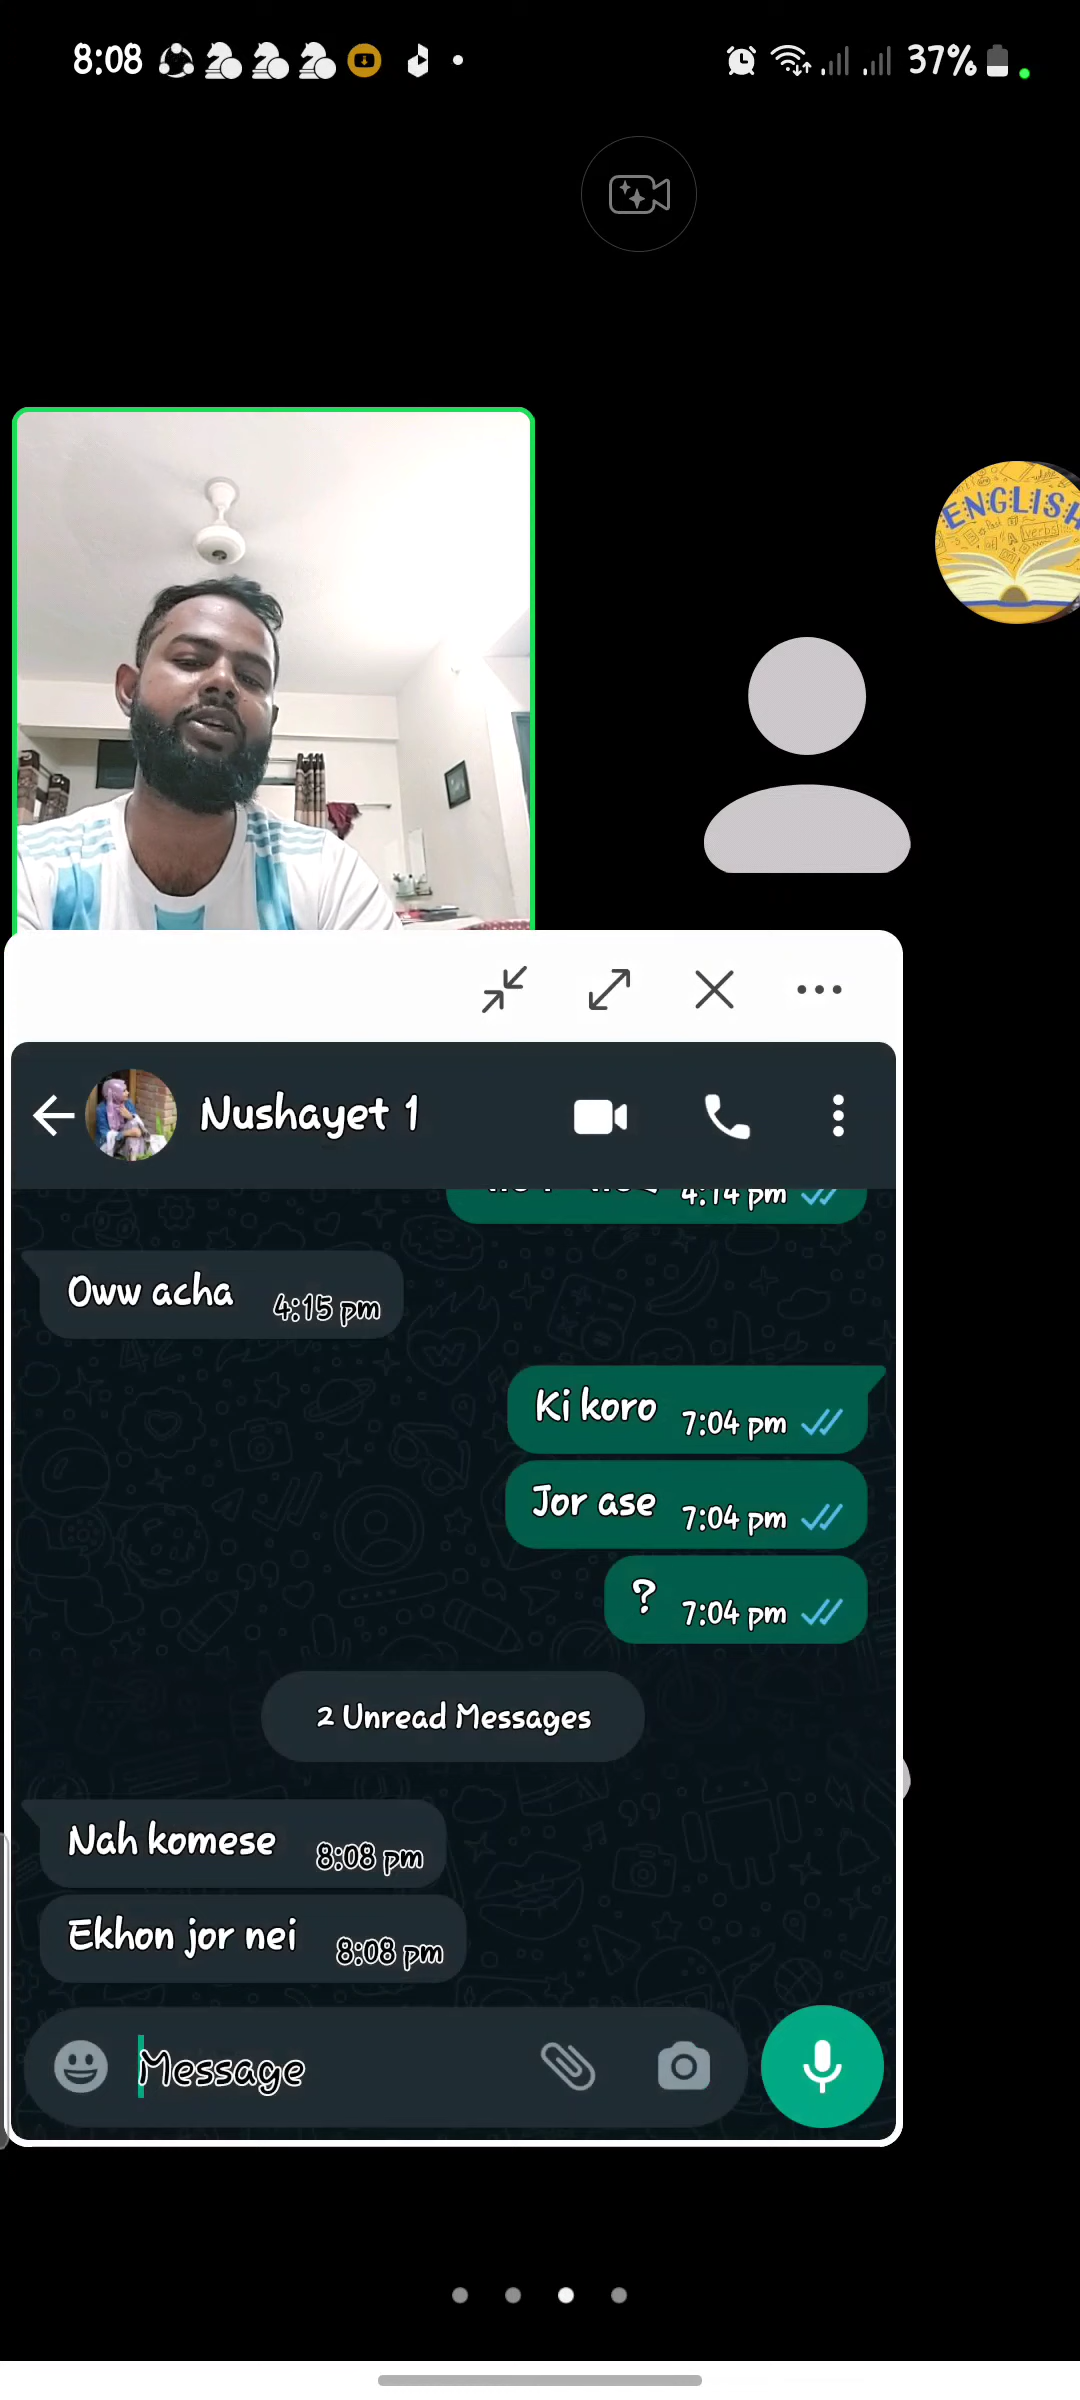 8:08
37%
ENGLISH
verbs
Nushayet 1
4:14 pm
Oww acha 4:15 pm
Ki koro 7:04 pm
Jor ase 7:04 pm
? 7:04 pm
2 Unread Messages
Nah komese 8:08 pm
Ekhon jor nei 8:08 pm
Message